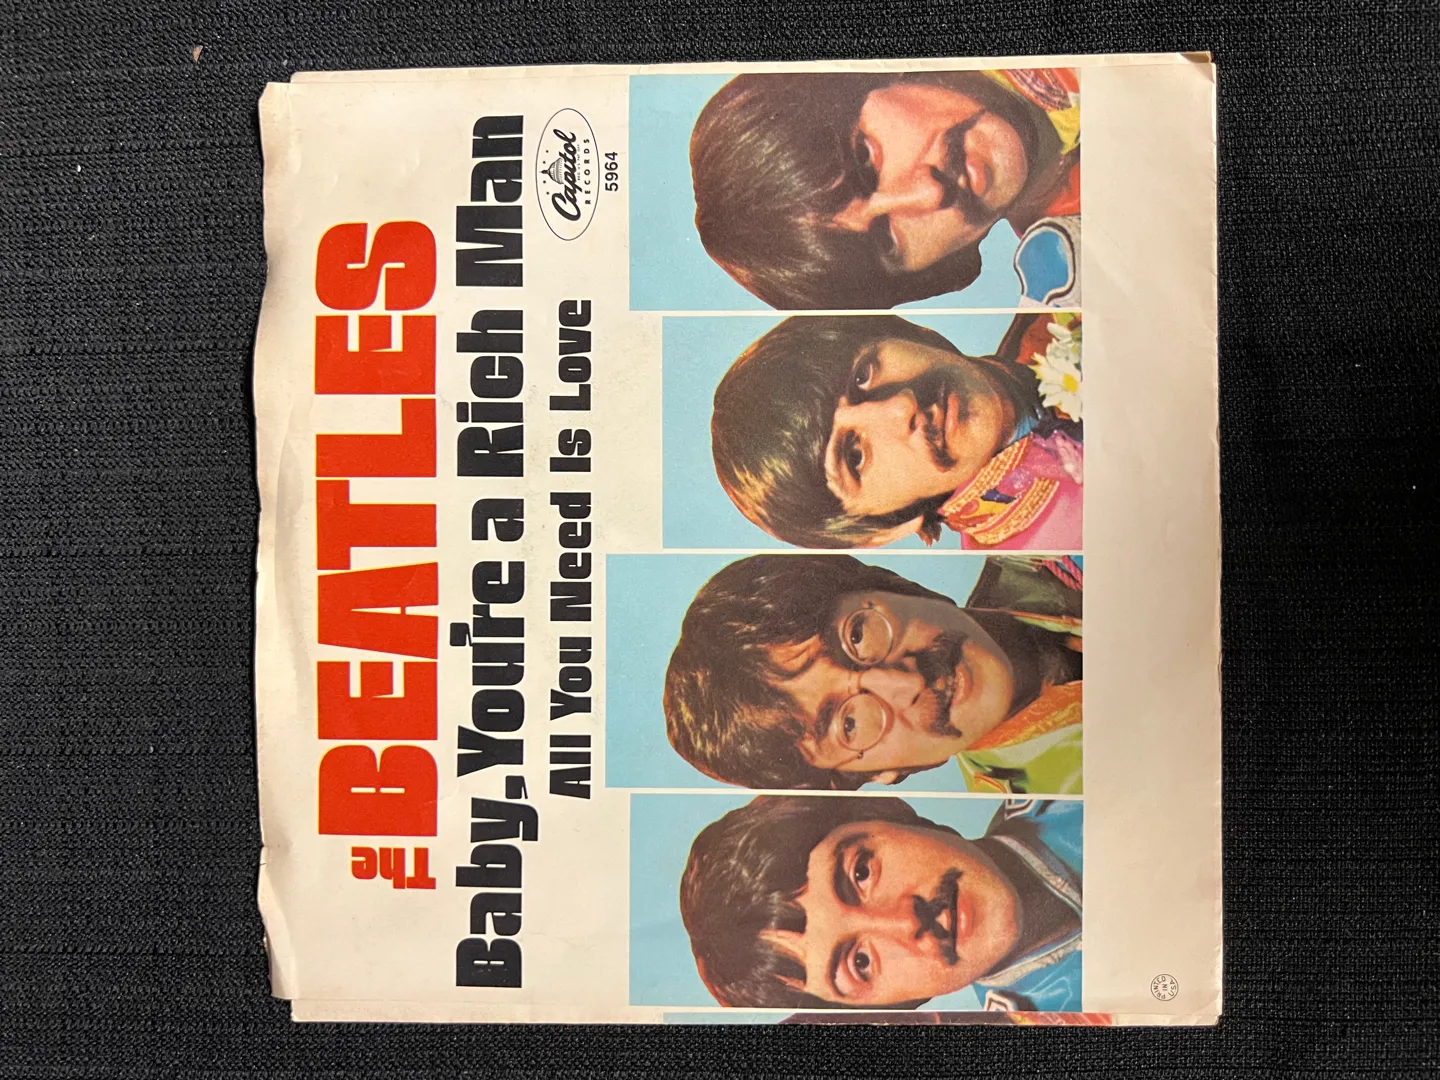 The BEATLES
Baby, You're a Rich Man
All You Need Is Love
Capitol
RECORDS
5964
PRINTED IN U.S.A.